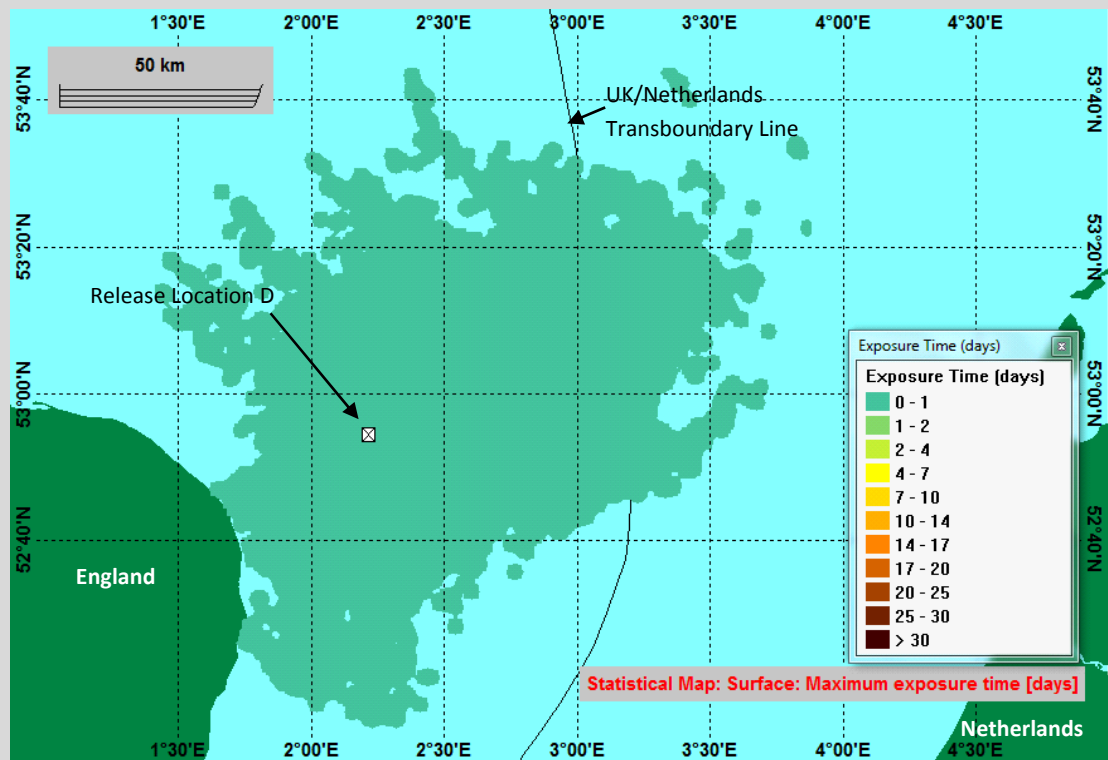 1°30'E 2°00'E 2°30'E 3°00'E 3°30'E 4°00'E 4°30'E
50 km
53°40'N
53°40'N
UK/Netherlands
Transboundary Line
53°20'N
53°20'N
Release Location D
Exposure Time (days) x
Exposure Time [days]
0 - 1
1 - 2
2 - 4
4 - 7
7 - 10
10 - 14
14 - 17
17 - 20
20 - 25
25 - 30
> 30
53°00'N
53°00'N
52°40'N
52°40'N
England
Statistical Map: Surface: Maximum exposure time [days]
Netherlands
1°30'E 2°00'E 2°30'E 3°00'E 3°30'E 4°00'E 4°30'E